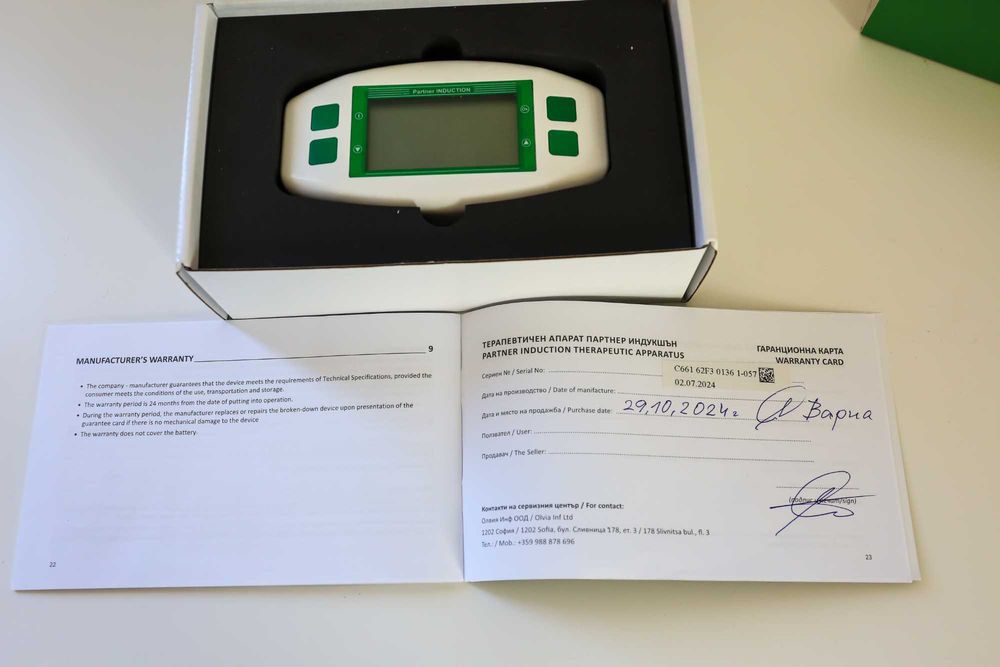 Partner INDUCTION
OK
MANUFACTURER'S WARRANTY 9
• The company - manufacturer guarantees that the device meets the requirements of Technical Specifications, provided the
consumer meets the conditions of the use, transportation and storage.
• The warranty period is 24 months from the date of putting into operation.
• During the warranty period, the manufacturer replaces or repairs the broken-down device upon presentation of the
guarantee card if there is no mechanical damage to the device
• The warranty does not cover the battery.
22
ТЕРАПЕВТИЧЕН АПАРАТ ПАРТНЕР ИНДУКШЪН
PARTNER INDUCTION THERAPEUTIC APPARATUS
ГАРАНЦИОННА КАРТА
WARRANTY CARD
Сериен № / Serial No: C661 62F3 0136 1-057
Дата на производство / Date of manufacture: 02.07.2024
Дата и място на продажба / Purchase date: 29.10.2024г Варна
Ползвател / User:
Продавач / The Seller:
Контакти на сервизния център / For contact:
Олвия Инф ООД / Olvia Inf Ltd
1202 София / 1202 Sofia, бул. Сливница 178, ет. 3 / 178 Slivnitsa bul., fl. 3
Тел.: / Mob.: +359 988 878 696
23